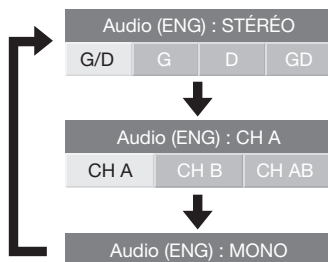 Audio (ENG) : STÉRÉO
G/D G D GD
Audio (ENG) : CH A
CH A CH B CH AB
Audio (ENG) : MONO